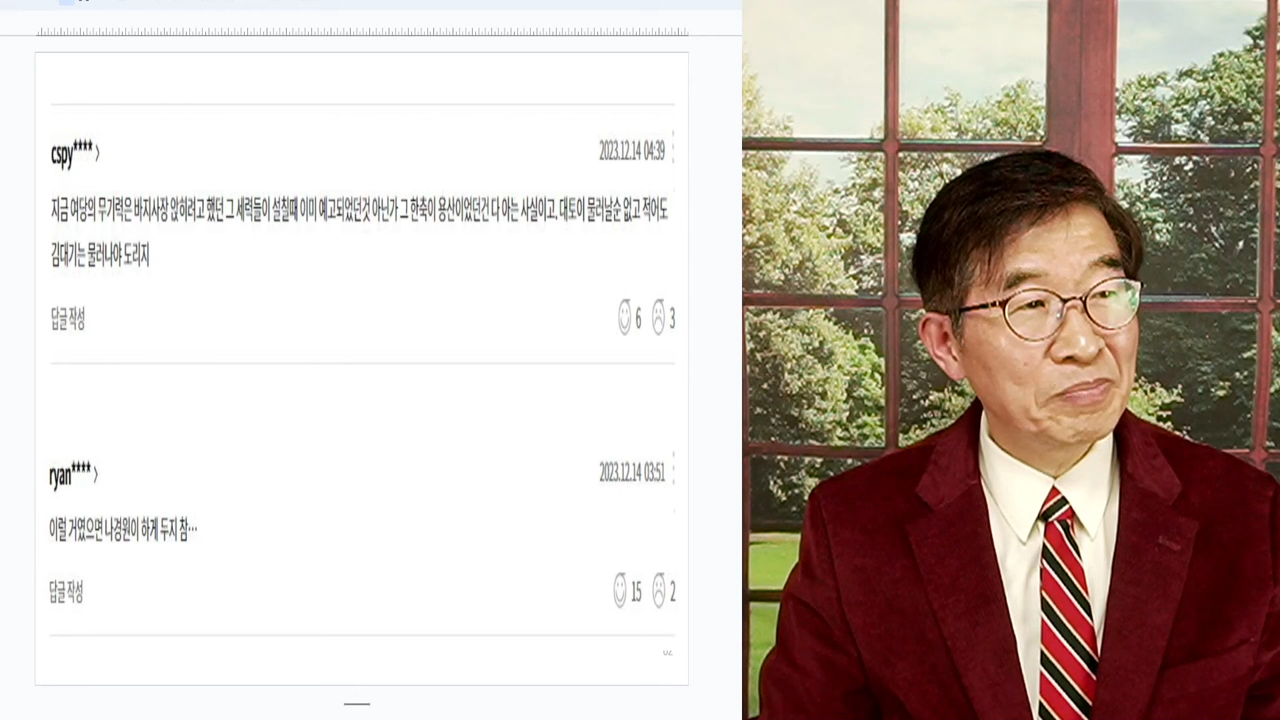 cspy**** 〉
2023.12.14 04:39
지금 여당의 무기력은 바지사장 앉히려고 했던 그 세력들이 설칠때 이미 예고되었던것 아닌가 그 한축이 용산이었던건 다 아는 사실이고, 대도이 물러날순 없고 적어도
김대기는 물러나야 도리지
답글 작성
6 3
ryan**** 〉
2023.12.14 03:51
이럴 거였으면 나경원이 하게 두지 참…
답글 작성
15 2